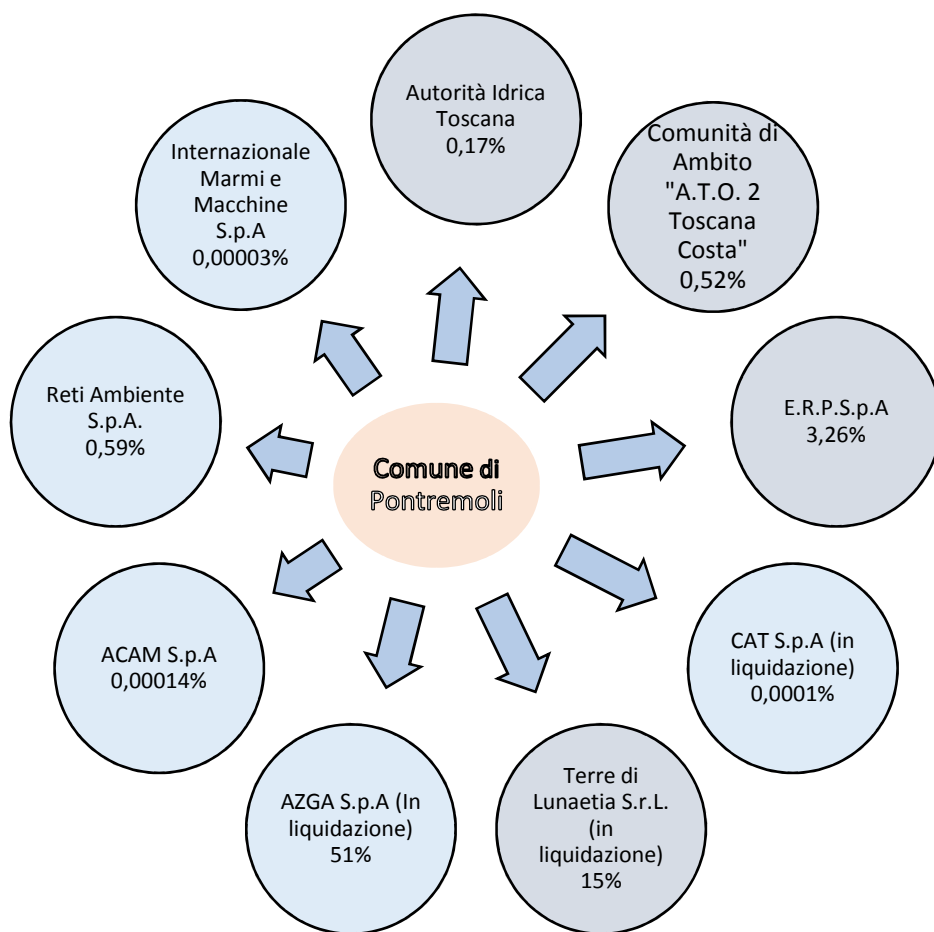 Autorità Idrica
Toscana
0,17%
Comunità di
Ambito
"A.T.O. 2
Toscana
Costa"
0,52%
E.R.P.S.p.A
3,26%
CAT S.p.A (in
liquidazione)
0,0001%
Terre di
Lunaetia S.r.L.
(in
liquidazione)
15%
AZGA S.p.A (In
liquidazione)
51%
ACAM S.p.A
0,00014%
Reti Ambiente
S.p.A.
0,59%
Internazionale
Marmi e
Macchine
S.p.A
0,00003%
Comune di
Pontremoli